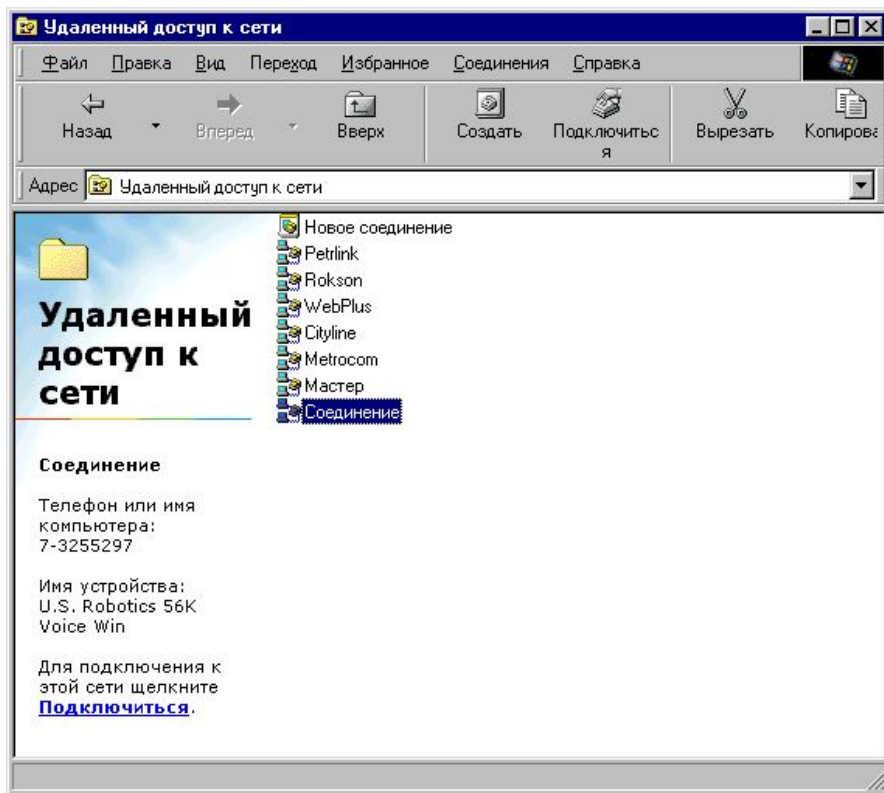 Удаленный доступ к сети
Файл Правка Вид Переход Избранное Соединения Справка
Назад Вперед Вверх Создать Подключитьс
я Вырезать Копирова
Адрес Удаленный доступ к сети
Удаленный
доступ к
сети
Соединение
Телефон или имя
компьютера:
7-3255297
Имя устройства:
U.S. Robotics 56K
Voice Win
Для подключения к
этой сети щелкните
Подключиться.
Новое соединение
Petrlink
Rokson
WebPlus
Cityline
Metrocom
Мастер
Соединение